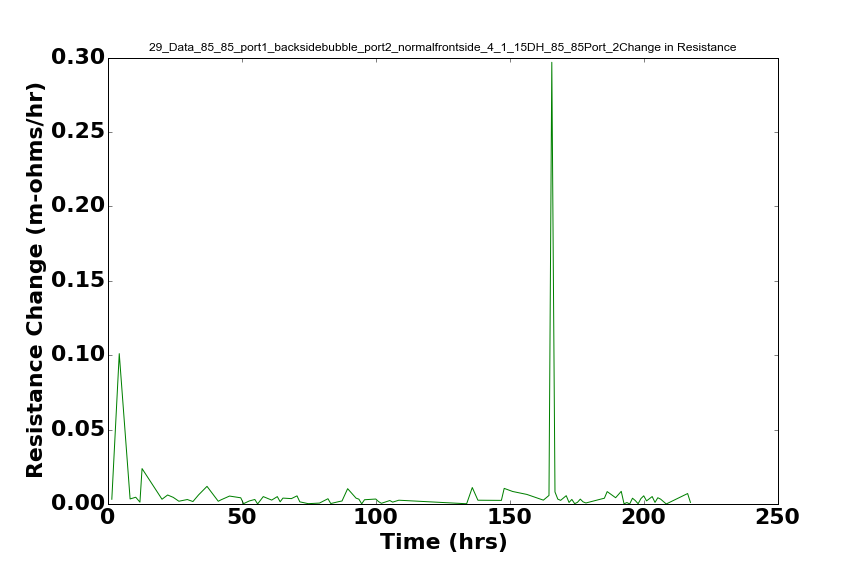 29_Data_85_85_port1_backsidebubble_port2_normalfrontside_4_1_15DH_85_85Port_2Change in Resistance
0.30
0.25
0.20
0.15
0.10
0.05
0.00
Resistance Change (m-ohms/hr)
0 50 100 150 200 250
Time (hrs)